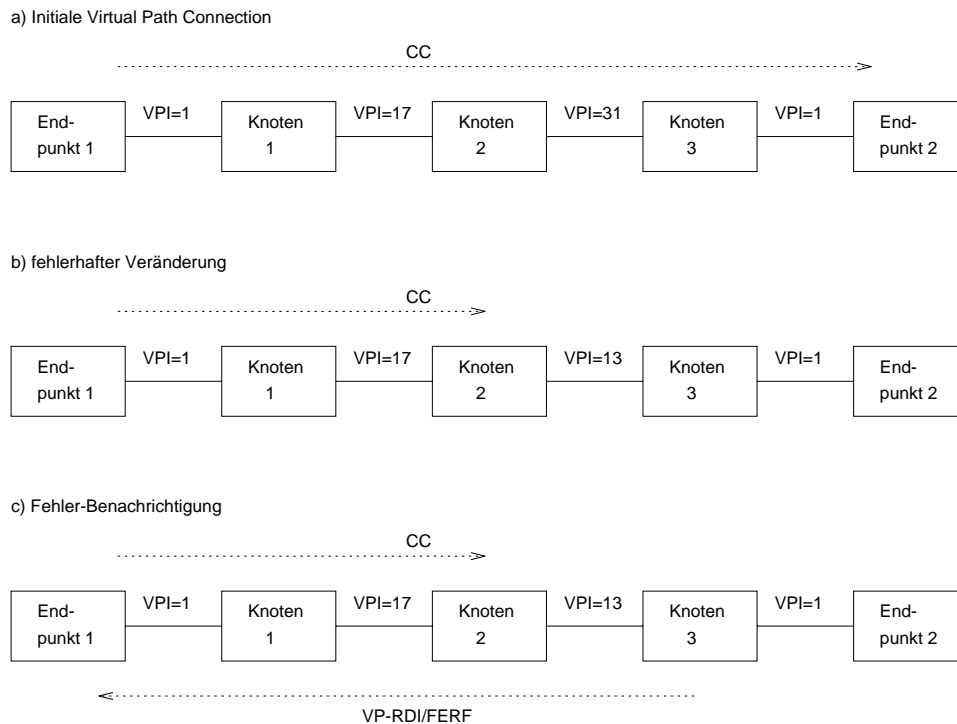 a) Initiale Virtual Path Connection
CC
End-
punkt 1
VPI=1
Knoten
1
VPI=17
Knoten
2
VPI=31
Knoten
3
VPI=1
End-
punkt 2
b) fehlerhafter Veränderung
CC
End-
punkt 1
VPI=1
Knoten
1
VPI=17
Knoten
2
VPI=13
Knoten
3
VPI=1
End-
punkt 2
c) Fehler-Benachrichtigung
CC
End-
punkt 1
VPI=1
Knoten
1
VPI=17
Knoten
2
VPI=13
Knoten
3
VPI=1
End-
punkt 2
VP-RDI/FERF